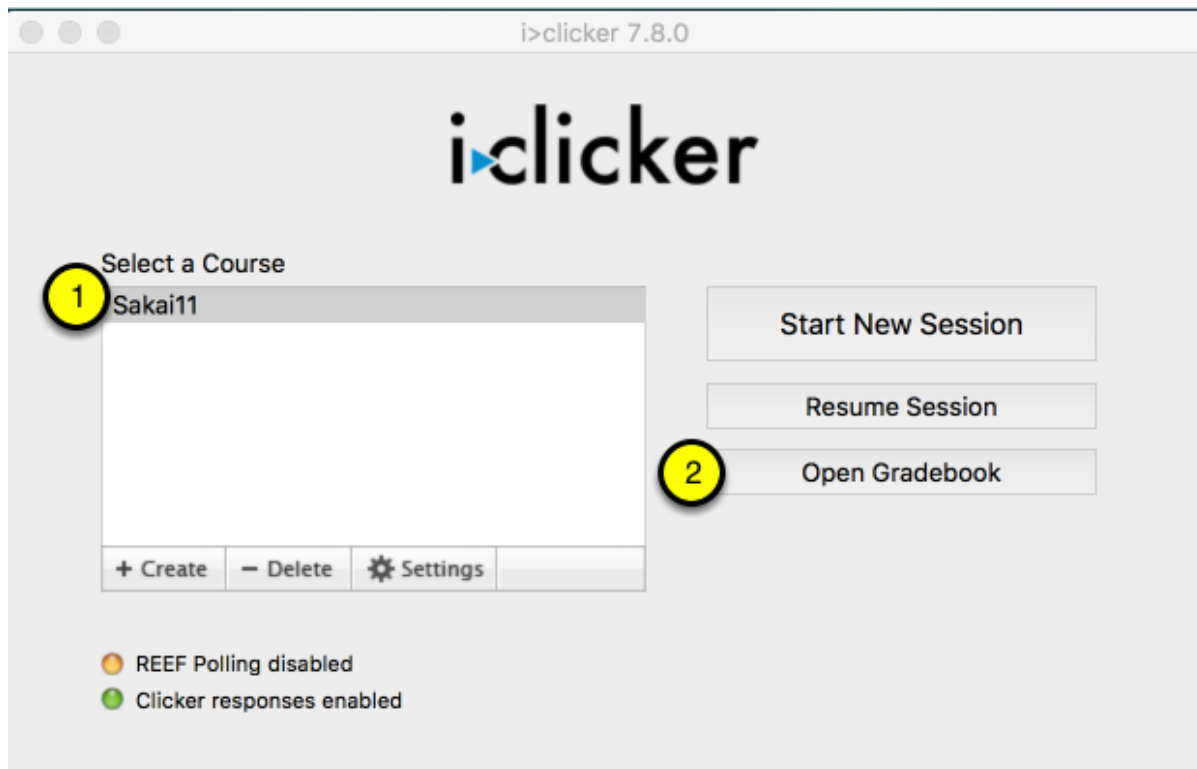 i>clicker 7.8.0
i>clicker
Select a Course
1
Sakai11
Start New Session
Resume Session
2
Open Gradebook
+ Create − Delete Settings
REEF Polling disabled
Clicker responses enabled